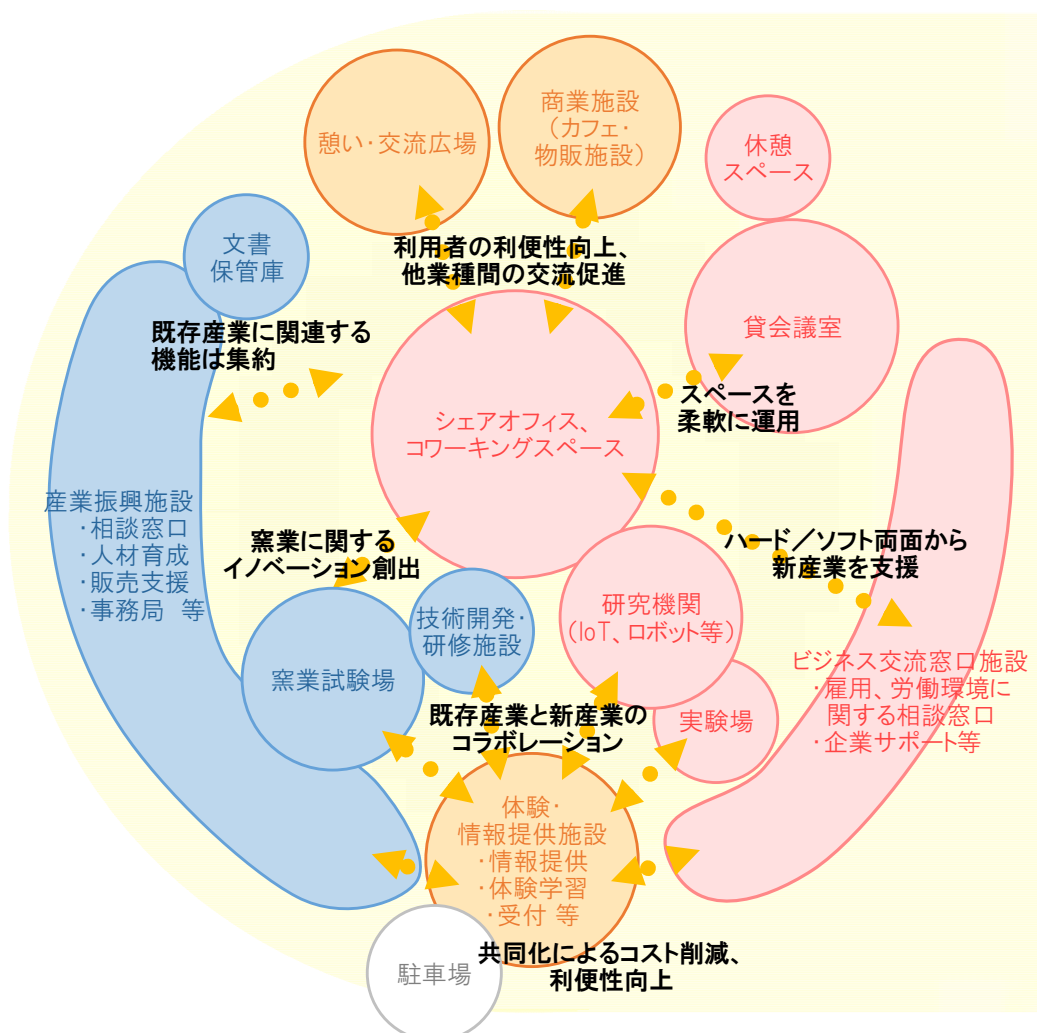 商業施設
(カフェ・
物販施設)
憩い・交流広場
休憩
スペース
文書
保管庫
利用者の利便性向上、
他業種間の交流促進
貸会議室
既存産業に関連する
機能は集約
スペースを
柔軟に運用
シェアオフィス、
コワーキングスペース
産業振興施設
・相談窓口
・人材育成
・販売支援
・事務局 等
窯業に関する
イノベーション創出
ハード/ソフト両面から
新産業を支援
技術開発・
研修施設
研究機関
(IoT、ロボット等)
窯業試験場
ビジネス交流窓口施設
・雇用、労働環境に
関する相談窓口
・企業サポート等
既存産業と新産業の
コラボレーション
実験場
体験・
情報提供施設
・情報提供
・体験学習
・受付 等
共同化によるコスト削減、
利便性向上
駐車場